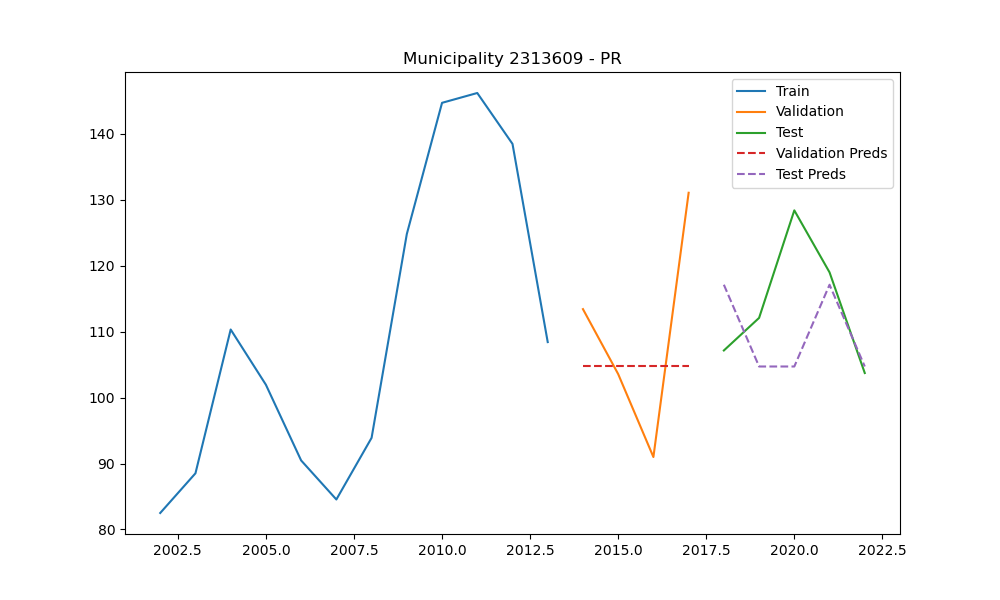 Municipality 2313609 - PR
Train
Validation
Test
Validation Preds
Test Preds
140
130
120
110
100
90
80
2002.5 2005.0 2007.5 2010.0 2012.5 2015.0 2017.5 2020.0 2022.5